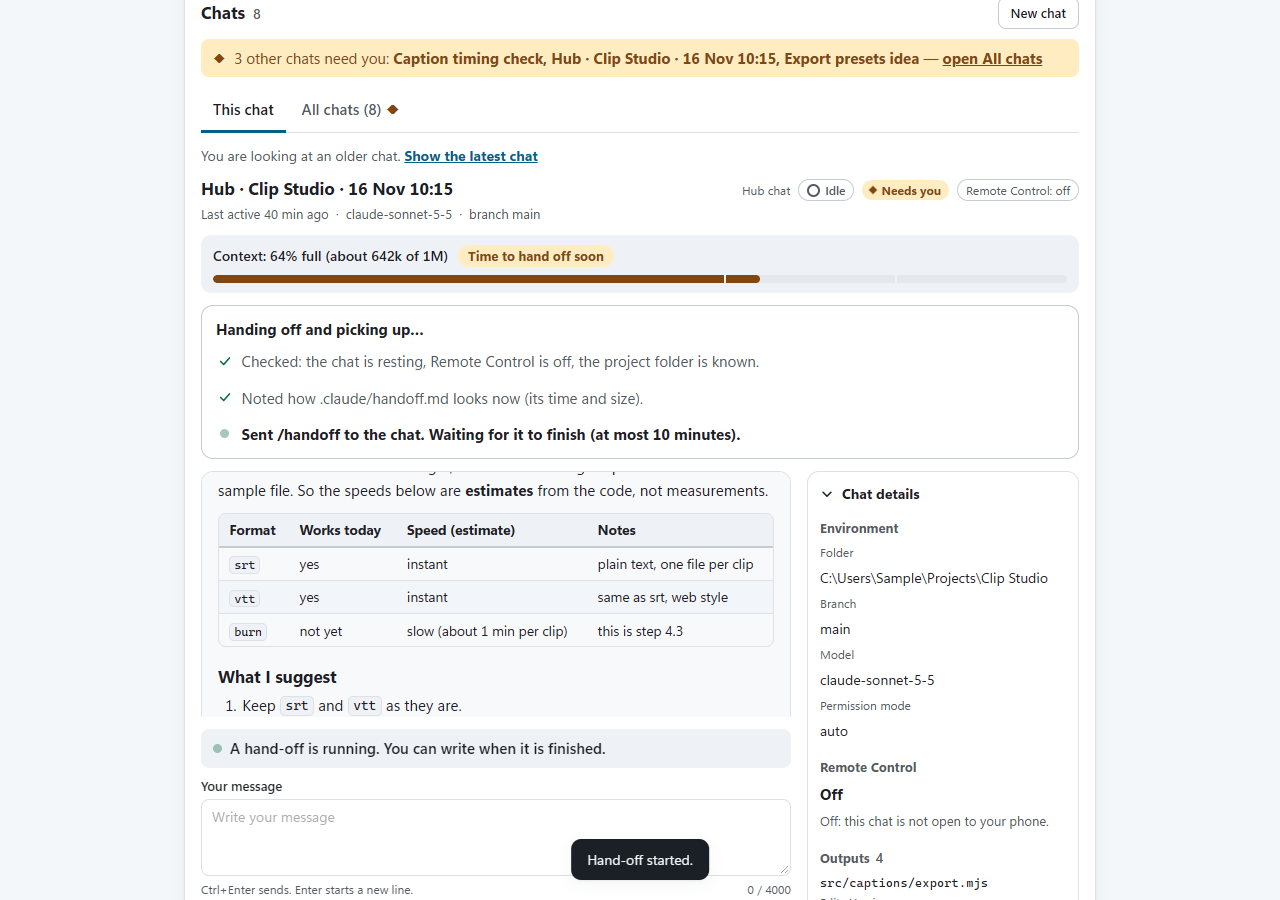 Chats 8
New chat
3 other chats need you: Caption timing check, Hub · Clip Studio · 16 Nov 10:15, Export presets idea — open All chats
This chat
All chats (8)
You are looking at an older chat. Show the latest chat
Hub · Clip Studio · 16 Nov 10:15
Hub chat
Idle
Needs you
Remote Control: off
Last active 40 min ago · claude-sonnet-5-5 · branch main
Context: 64% full (about 642k of 1M)
Time to hand off soon
Handing off and picking up…
Checked: the chat is resting, Remote Control is off, the project folder is known.
Noted how .claude/handoff.md looks now (its time and size).
Sent /handoff to the chat. Waiting for it to finish (at most 10 minutes).
sample file. So the speeds below are estimates from the code, not measurements.
Format Works today Speed (estimate) Notes
srt yes instant plain text, one file per clip
vtt yes instant same as srt, web style
burn not yet slow (about 1 min per clip) this is step 4.3
What I suggest
1. Keep srt and vtt as they are.
A hand-off is running. You can write when it is finished.
Your message
Write your message
Hand-off started.
Ctrl+Enter sends. Enter starts a new line.
0 / 4000
Chat details
Environment
Folder
C:\Users\Sample\Projects\Clip Studio
Branch
main
Model
claude-sonnet-5-5
Permission mode
auto
Remote Control
Off
Off: this chat is not open to your phone.
Outputs 4
src/captions/export.mjs